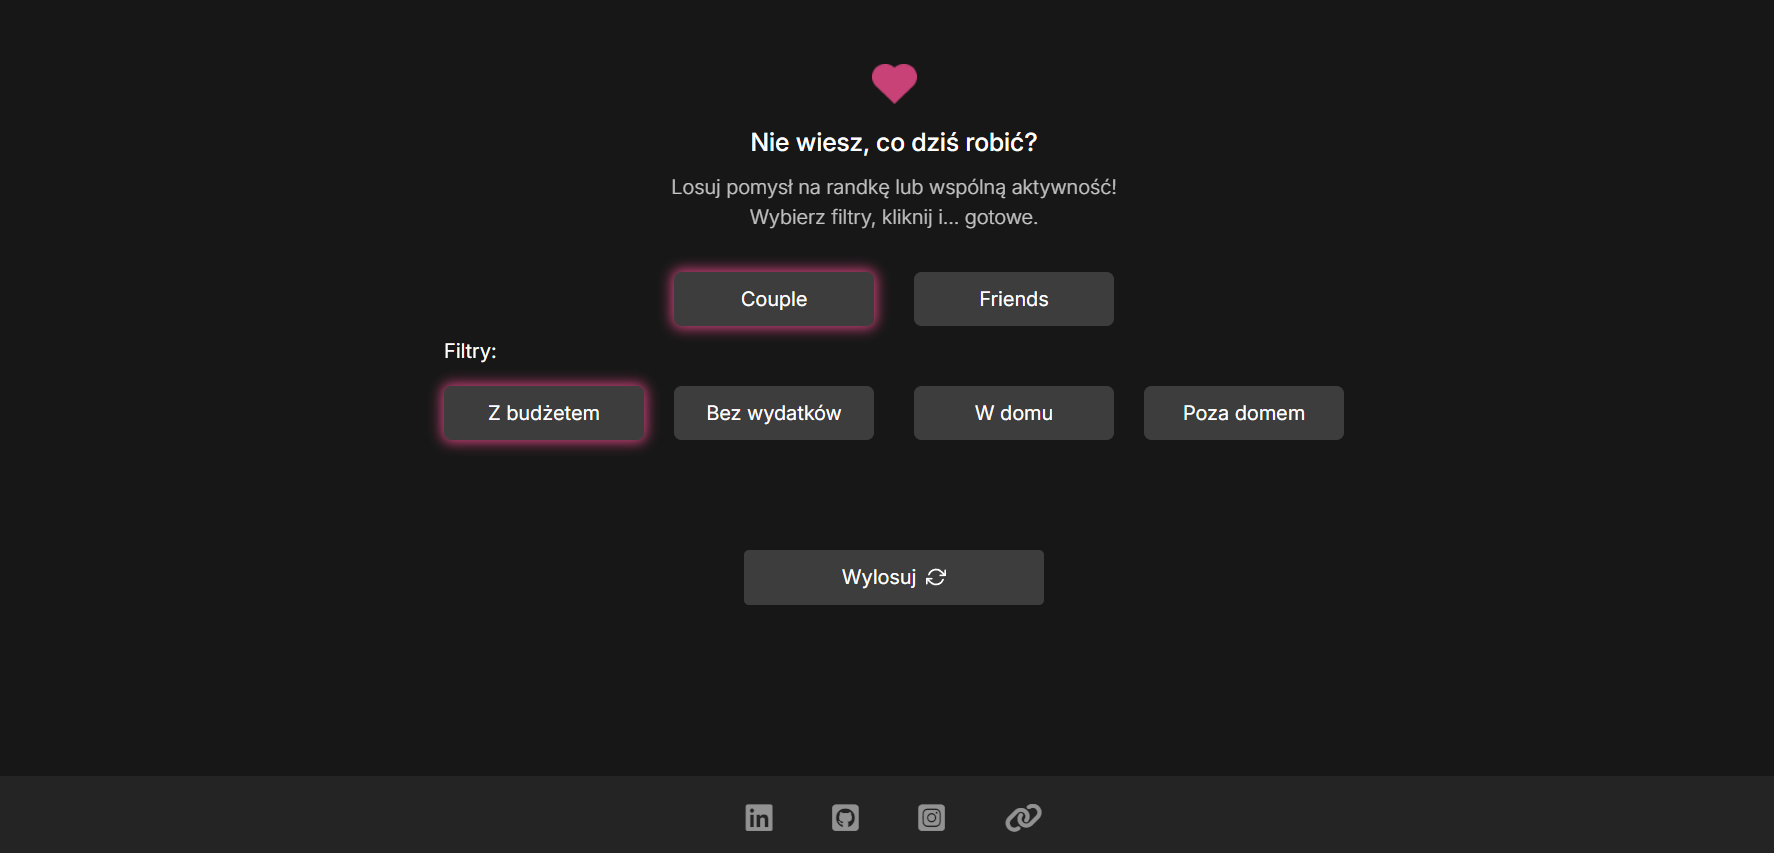 Nie wiesz, co dziś robić?
Losuj pomysł na randkę lub wspólną aktywność!
Wybierz filtry, kliknij i... gotowe.
Couple
Friends
Filtry:
Z budżetem
Bez wydatków
W domu
Poza domem
Wylosuj
in